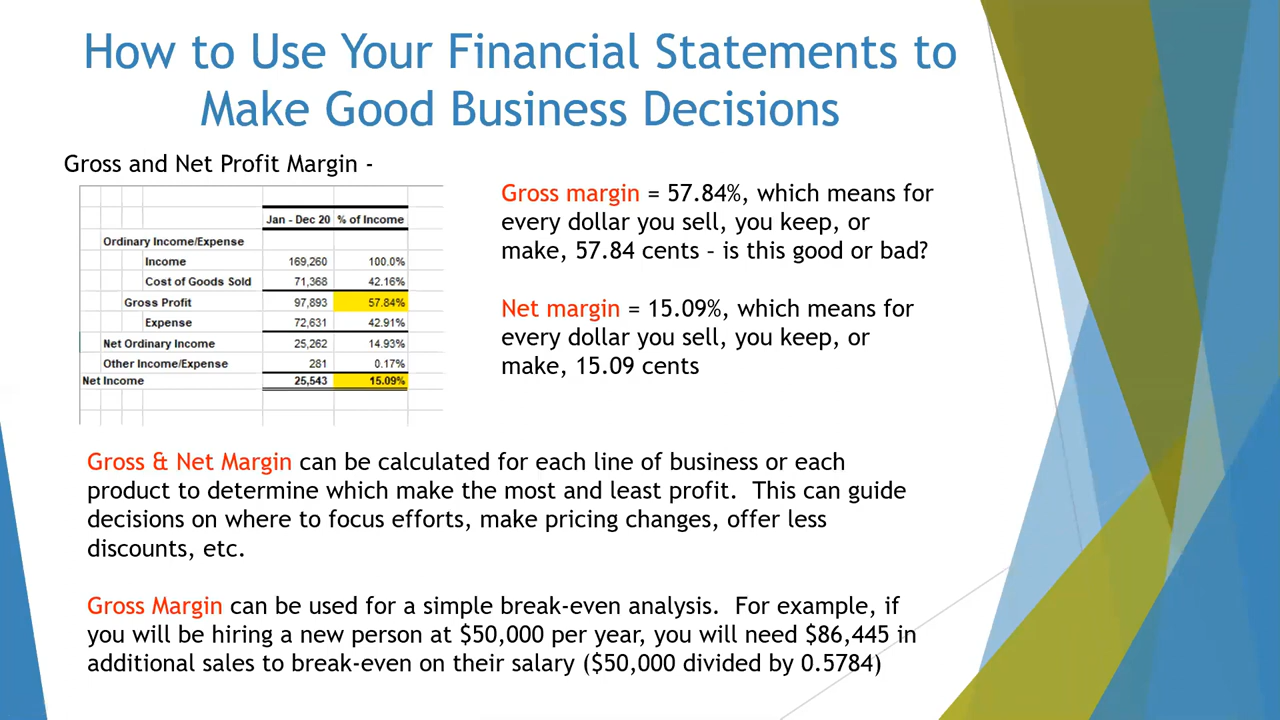 How to Use Your Financial Statements to
Make Good Business Decisions
Gross and Net Profit Margin -
Jan - Dec 20 % of Income
Ordinary Income/Expense
Income 169,260 100.0%
Cost of Goods Sold 71,368 42.16%
Gross Profit 97,893 57.84%
Expense 72,631 42.91%
Net Ordinary Income 25,262 14.93%
Other Income/Expense 281 0.17%
Net Income 25,543 15.09%
Gross margin = 57.84%, which means for
every dollar you sell, you keep, or
make, 57.84 cents – is this good or bad?
Net margin = 15.09%, which means for
every dollar you sell, you keep, or
make, 15.09 cents
Gross & Net Margin can be calculated for each line of business or each
product to determine which make the most and least profit.  This can guide
decisions on where to focus efforts, make pricing changes, offer less
discounts, etc.
Gross Margin can be used for a simple break-even analysis.  For example, if
you will be hiring a new person at $50,000 per year, you will need $86,445 in
additional sales to break-even on their salary ($50,000 divided by 0.5784)